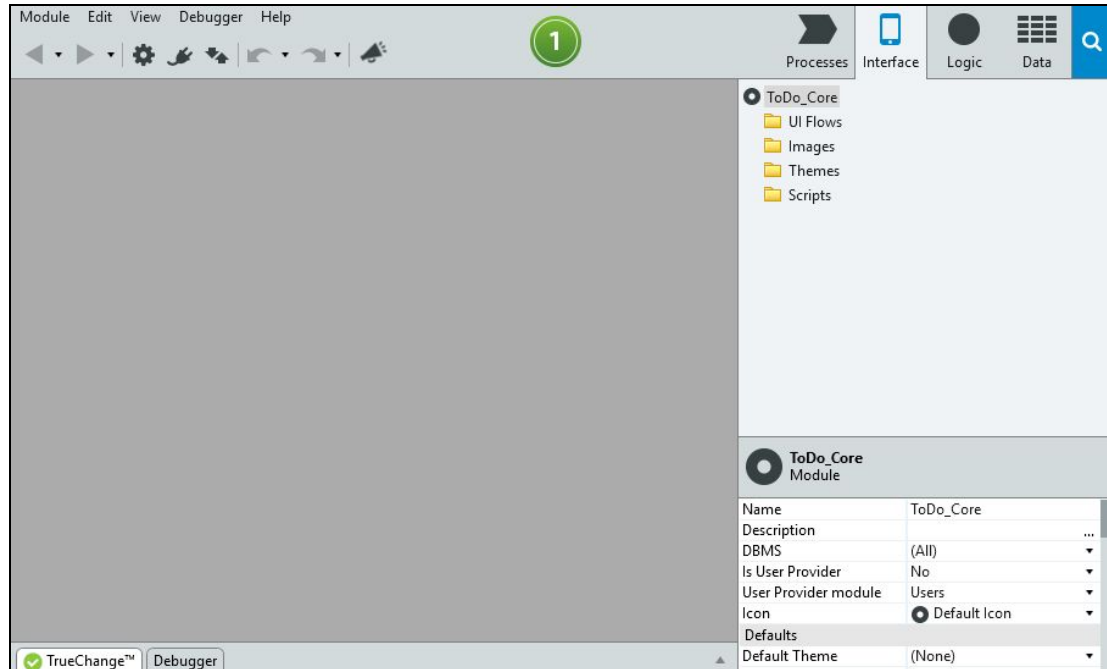 Module Edit View Debugger Help
1
Processes Interface Logic Data
ToDo_Core
UI Flows
Images
Themes
Scripts
ToDo_Core
Module
Name ToDo_Core
Description ...
DBMS (All)
Is User Provider No
User Provider module Users
Icon Default Icon
Defaults
Default Theme (None)
TrueChange™ Debugger